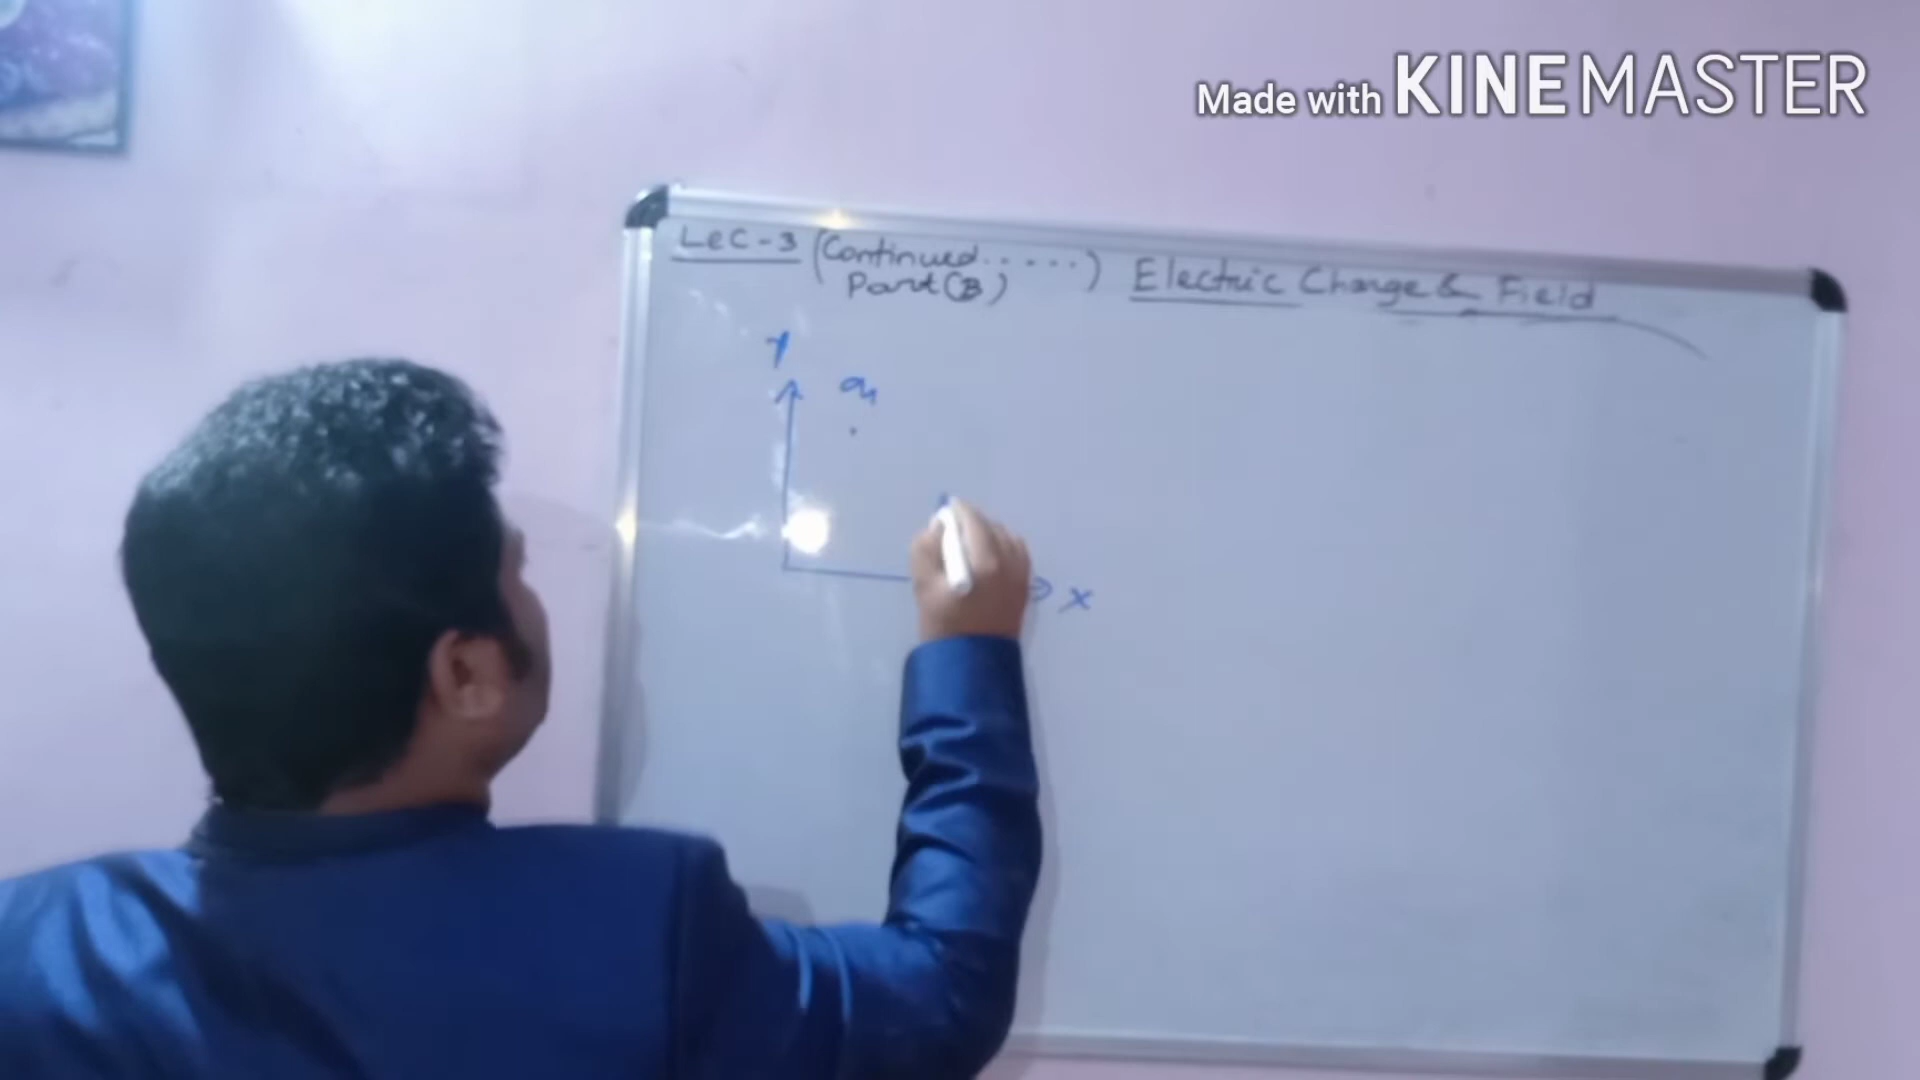 Made with KINEMASTER
Lec-3 (Continued.....) Electric Charge & Field
Part(B)
Y
q1
X